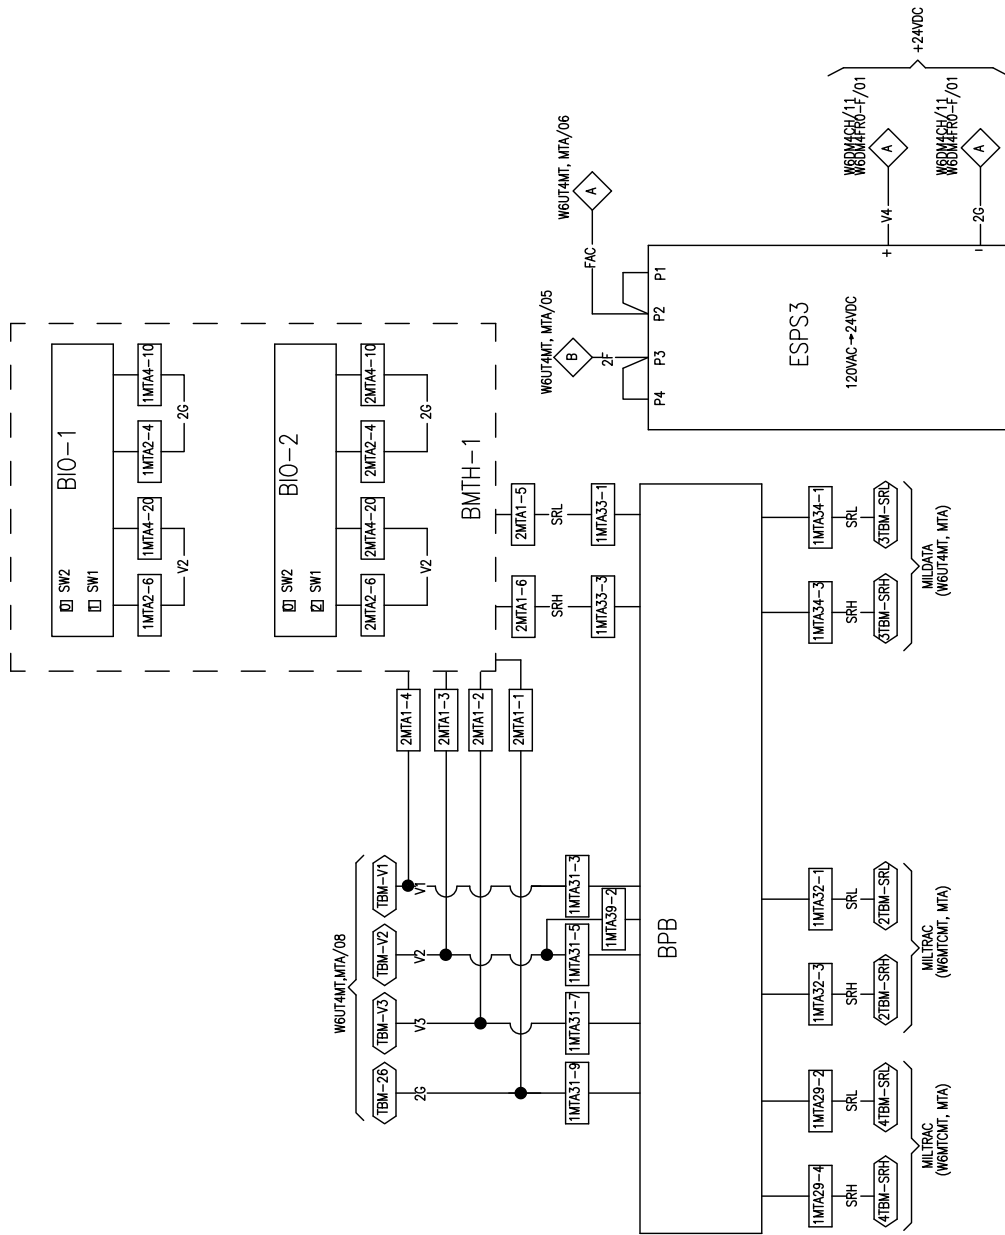 +24VDC
W6DM4CH/11
W6DM4FR0-F/01
A
V4
+
W6DM4CH/11
W6DM4FR0-F/01
A
2G
-
W6UT4MT, MTA/06
A
FAC
W6UT4MT, MTA/05
B
2F
P1
P2
P3
P4
ESPS3
120VAC→24VDC
BIO-1
SW2
0
SW1
1
1MTA4-10
1MTA2-4
2G
1MTA4-20
1MTA2-6
V2
BIO-2
SW2
0
SW1
2
2MTA4-10
2MTA2-4
2G
2MTA4-20
2MTA2-6
V2
BMTH-1
2MTA1-5
SRL
1MTA33-1
2MTA1-6
SRH
1MTA33-3
2MTA1-4
2MTA1-3
2MTA1-2
2MTA1-1
W6UT4MT,MTA/08
TBM-V1
V1
TBM-V2
V2
TBM-V3
V3
TBM-26
2G
1MTA31-3
1MTA39-2
1MTA31-5
1MTA31-7
1MTA31-9
BPB
1MTA34-1
SRL
3TBM-SRL
1MTA34-3
SRH
3TBM-SRH
MILDATA
(W6UT4MT, MTA)
1MTA32-1
SRL
2TBM-SRL
1MTA32-3
SRH
2TBM-SRH
MILTRAC
(W6MTCMT, MTA)
1MTA29-2
SRL
4TBM-SRL
1MTA29-4
SRH
4TBM-SRH
MILTRAC
(W6MTCMT, MTA)